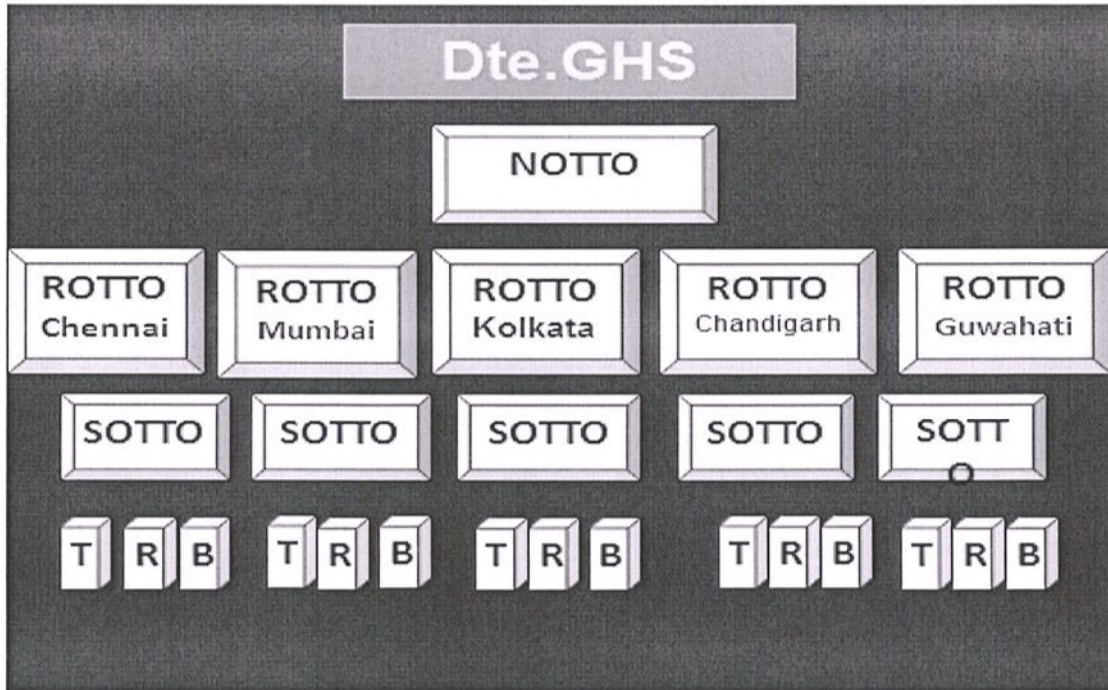 Dte.GHS
NOTTO
ROTTO
Chennai
ROTTO
Mumbai
ROTTO
Kolkata
ROTTO
Chandigarh
ROTTO
Guwahati
SOTTO
SOTTO
SOTTO
SOTTO
SOTT
O
T R B
T R B
T R B
T R B
T R B